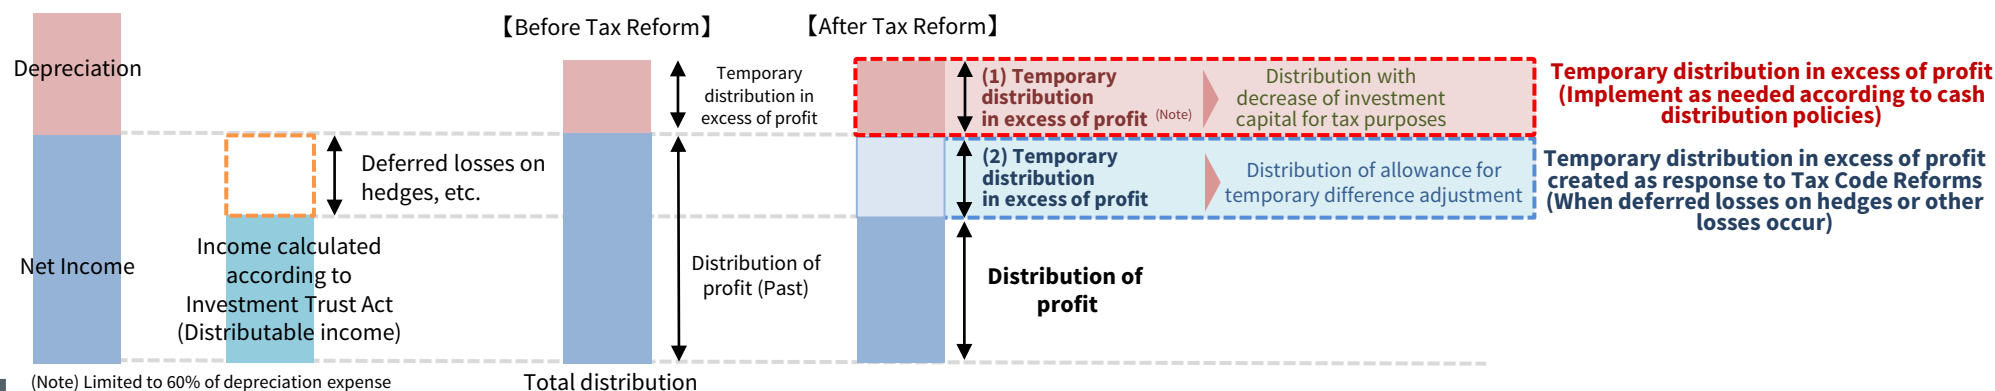 Depreciation
Net Income
Deferred losses on
hedges, etc.
Income calculated
according to
Investment Trust Act
(Distributable income)
(Note) Limited to 60% of depreciation expense
【Before Tax Reform】
Temporary
distribution in
excess of profit
Distribution of
profit (Past)
Total distribution
【After Tax Reform】
(1) Temporary
distribution
in excess of profit (Note)
Distribution with
decrease of investment
capital for tax purposes
(2) Temporary
distribution
in excess of profit
Distribution of allowance for
temporary difference adjustment
Distribution of
profit
Temporary distribution in excess of profit
(Implement as needed according to cash
distribution policies)
Temporary distribution in excess of profit
created as response to Tax Code Reforms
(When deferred losses on hedges or other
losses occur)